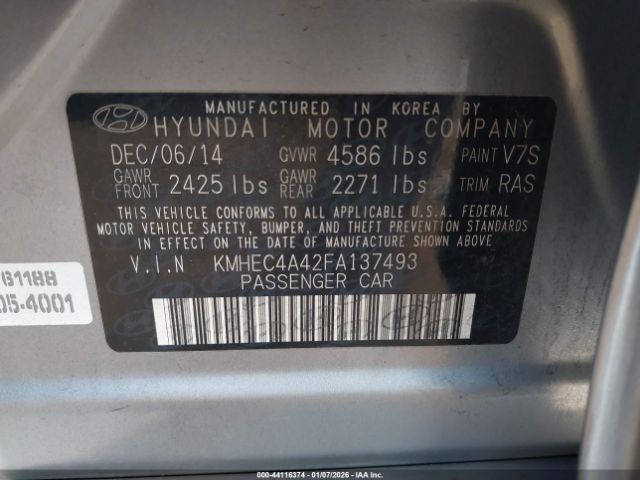 MANUFACTURED IN KOREA BY
HYUNDAI MOTOR COMPANY
DEC/06/14 GVWR 4586 lbs PAINT V7S
GAWR FRONT 2425 lbs GAWR REAR 2271 lbs TRIM RAS
THIS VEHICLE CONFORMS TO ALL APPLICABLE U.S.A. FEDERAL
MOTOR VEHICLE SAFETY, BUMPER, AND THEFT PREVENTION STANDARDS
IN EFFECT ON THE DATE OF MANUFACTURE SHOWN ABOVE.
V.I.N KMHEC4A42FA137493
PASSENGER CAR
61188
05-4001
000-44116374 | 01/07/2026 - IAA Inc.